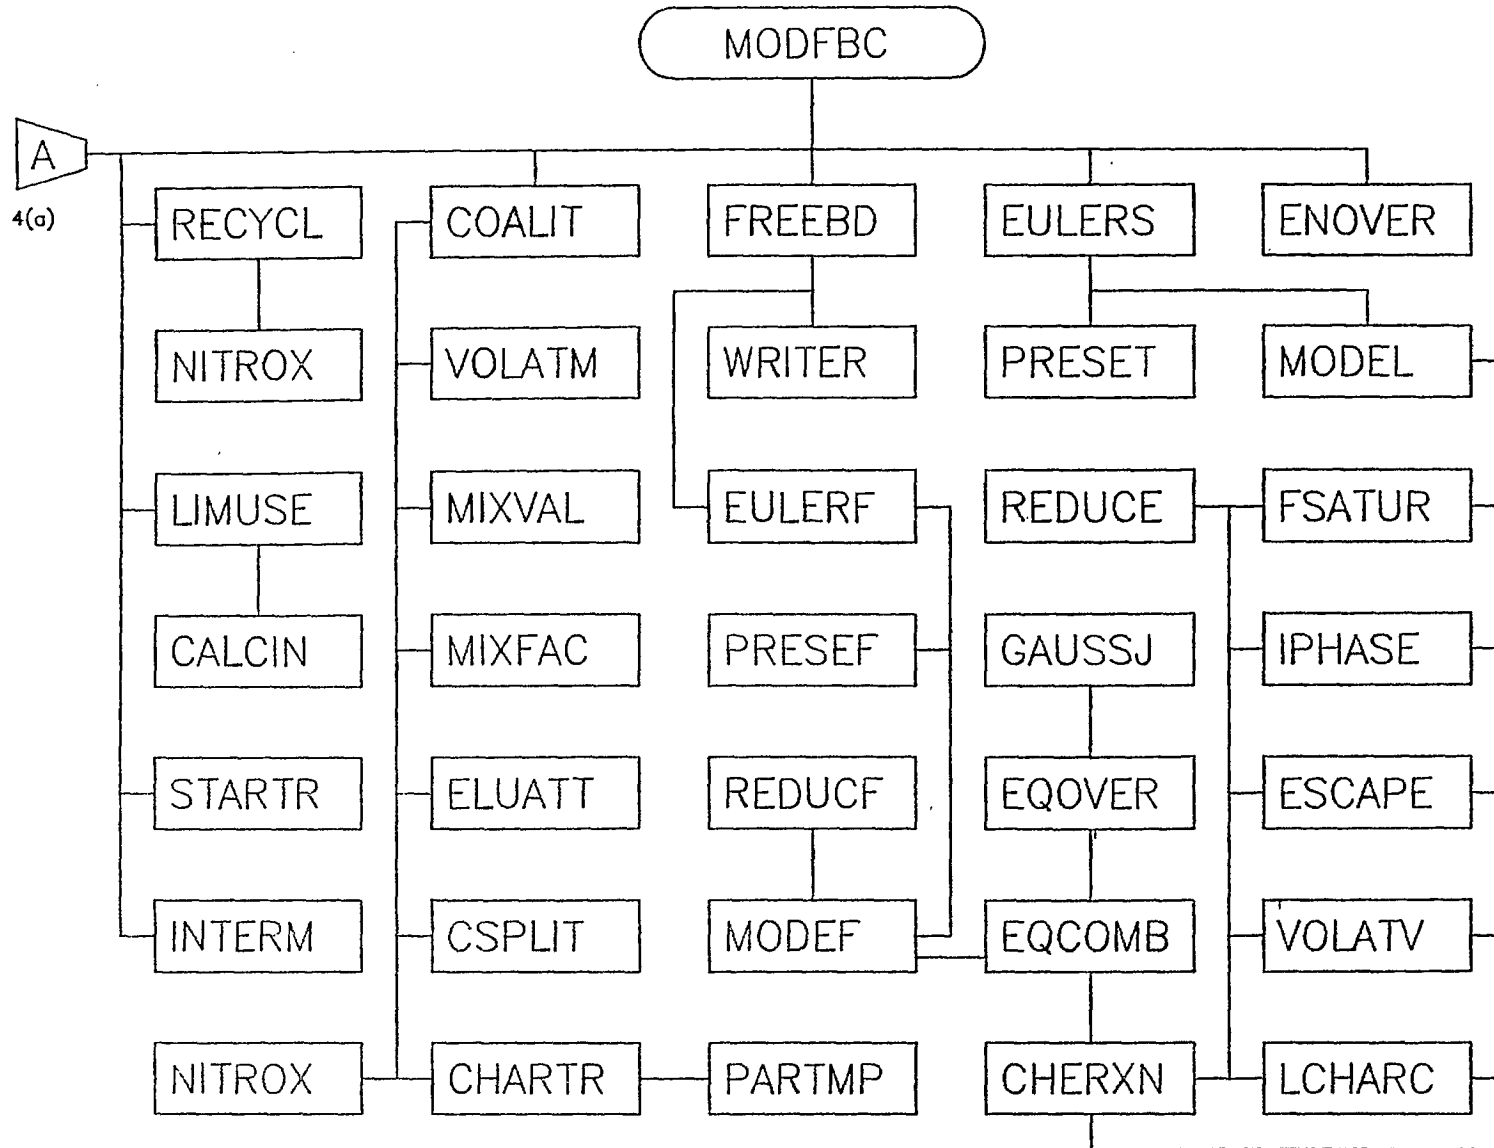 MODFBC
A
4(a)
RECYCL
COALIT
FREEBD
EULERS
ENOVER
NITROX
VOLATM
WRITER
PRESET
MODEL
LIMUSE
MIXVAL
EULERF
REDUCE
FSATUR
CALCIN
MIXFAC
PRESEF
GAUSSJ
IPHASE
STARTR
ELUATT
REDUCF
EQOVER
ESCAPE
INTERM
CSPLIT
MODEF
EQCOMB
VOLATV
NITROX
CHARTR
PARTMP
CHERXN
LCHARC